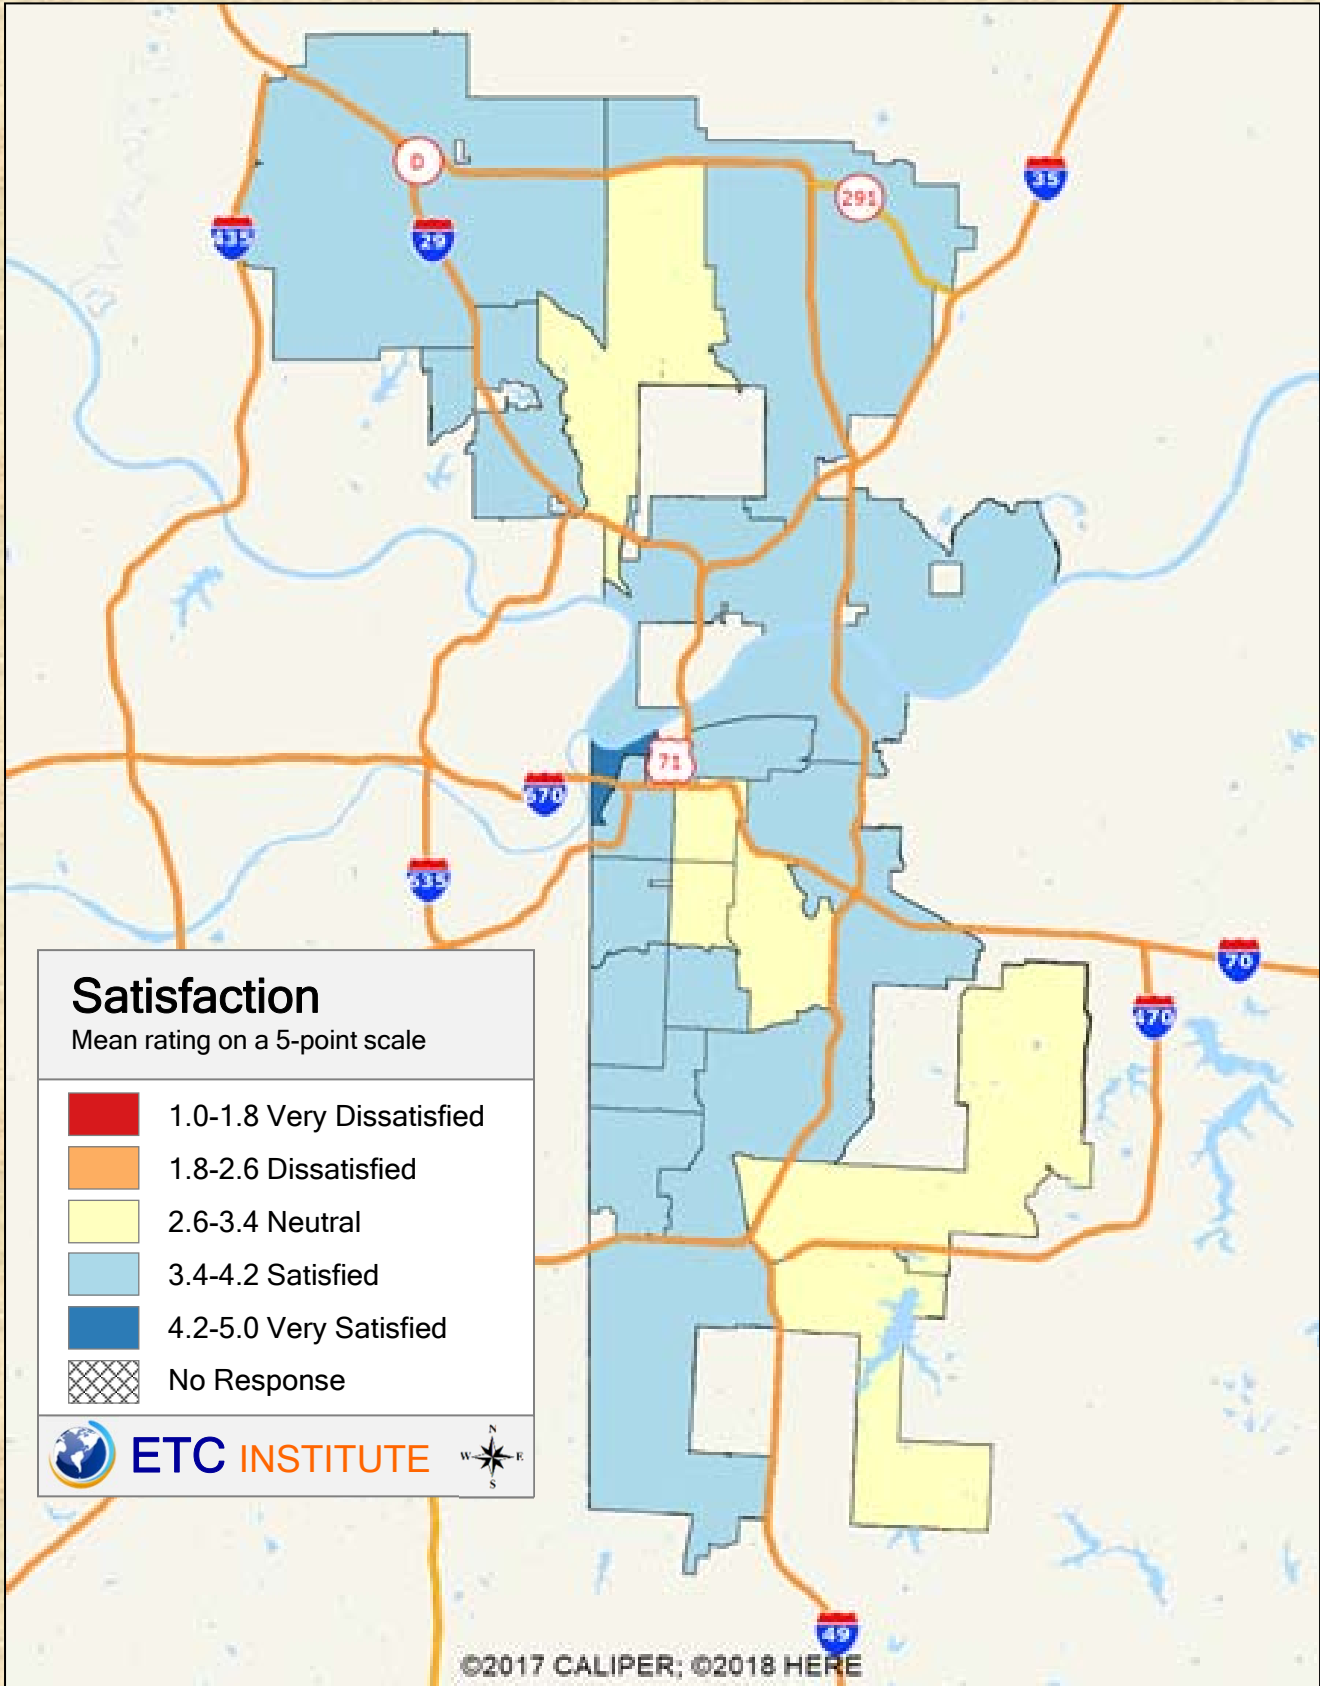 D
291
35
435
29
71
670
635
70
470
Satisfaction
Mean rating on a 5-point scale
1.0-1.8 Very Dissatisfied
1.8-2.6 Dissatisfied
2.6-3.4 Neutral
3.4-4.2 Satisfied
4.2-5.0 Very Satisfied
No Response
ETC INSTITUTE
N
W E
S
49
©2017 CALIPER; ©2018 HERE